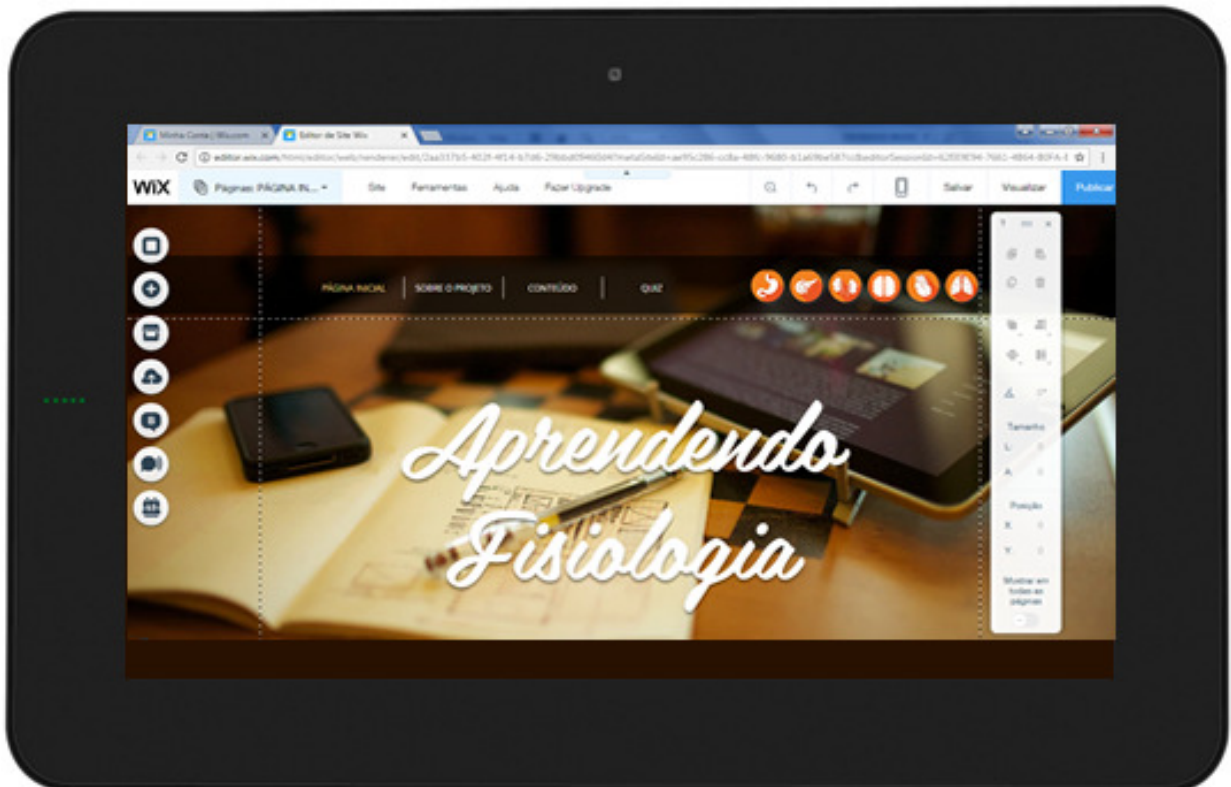 Minha Conta | Wix.com
Editor de Site Wix
WiX
Páginas: PÁGINA IN...
Site
Ferramentas
Ajuda
Fazer Upgrade
Salvar
Visualizar
Publicar
PÁGINA INICIAL
SOBRE O PROJETO
CONTEÚDO
QUIZ
Aprendendo
Fisiologia
?
x
Tamanho
L:
A:
Posição
X:
Y:
Mostrar em
todas as
páginas